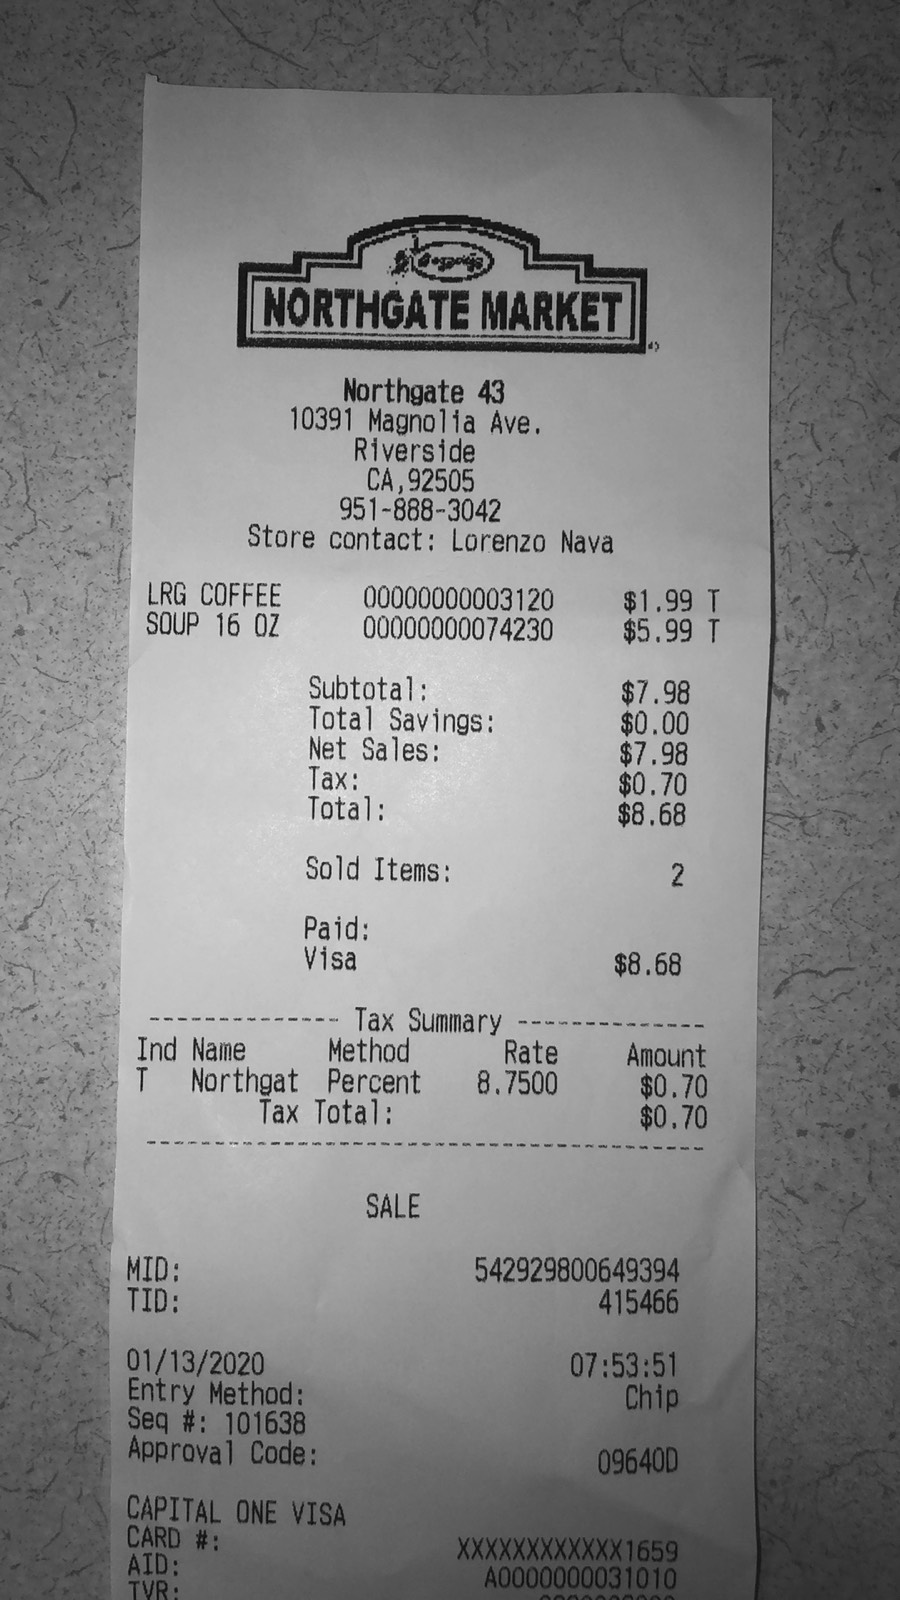 NORTHGATE MARKET
Northgate 43
10391 Magnolia Ave.
Riverside
CA,92505
951-888-3042
Store contact: Lorenzo Nava
LRG COFFEE 00000000003120 $1.99 T
SOUP 16 OZ 00000000074230 $5.99 T
Subtotal: $7.98
Total Savings: $0.00
Net Sales: $7.98
Tax: $0.70
Total: $8.68
Sold Items: 2
Paid:
Visa $8.68
-------------- Tax Summary --------------
Ind Name Method Rate Amount
T Northgat Percent 8.7500 $0.70
Tax Total: $0.70
-----------------------------------------
SALE
MID: 542929800649394
TID: 415466
01/13/2020 07:53:51
Entry Method: Chip
Seq #: 101638
Approval Code: 09640D
CAPITAL ONE VISA
CARD #: XXXXXXXXXXXX1659
AID: A0000000031010
TVR: